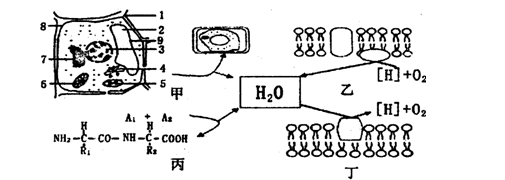 8
1
2
9
3
7
4
6
5
甲
H₂O
[H]+O₂
乙
[H]+O₂
A₁ + A₂
H H
NH₂—C—CO—NH—C—COOH
R₁ R₂
丙
丁